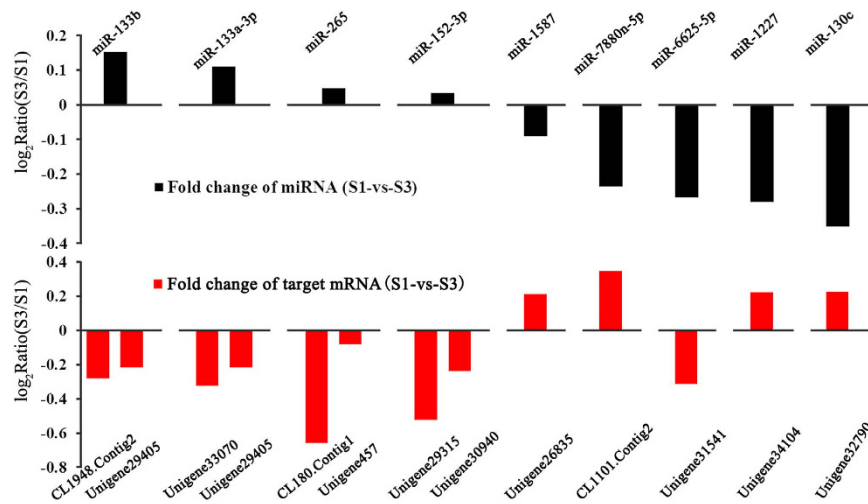 miR-133b
miR-133a-3p
miR-265
miR-152-3p
miR-1587
miR-7880n-5p
miR-6625-5p
miR-1227
miR-130c
log2Ratio(S3/S1)
0.2
0.1
0
-0.1
-0.2
-0.3
-0.4
Fold change of miRNA (S1-vs-S3)
log2Ratio(S3/S1)
0.4
0.2
0
-0.2
-0.4
-0.6
-0.8
Fold change of target mRNA (S1-vs-S3)
CL1948.Contig2
Unigene29405
Unigene33070
Unigene29405
CL180.Contig1
Unigene457
Unigene29315
Unigene30940
Unigene26835
CL1101.Contig2
Unigene31541
Unigene34104
Unigene32790